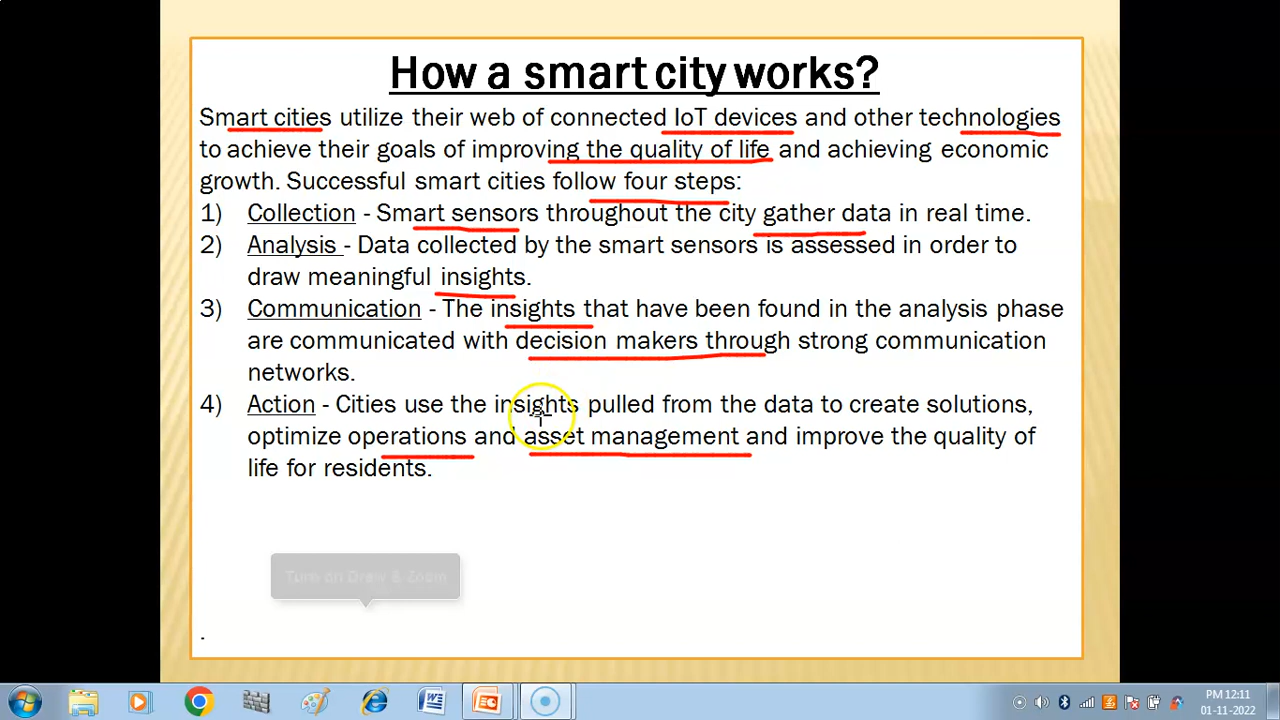 How a smart city works?
Smart cities utilize their web of connected IoT devices and other technologies
to achieve their goals of improving the quality of life and achieving economic
growth. Successful smart cities follow four steps:
1) Collection - Smart sensors throughout the city gather data in real time.
2) Analysis - Data collected by the smart sensors is assessed in order to
draw meaningful insights.
3) Communication - The insights that have been found in the analysis phase
are communicated with decision makers through strong communication
networks.
4) Action - Cities use the insights pulled from the data to create solutions,
optimize operations and asset management and improve the quality of
life for residents.
Turn on Draw & Zoom
.
PM 12:11
01-11-2022